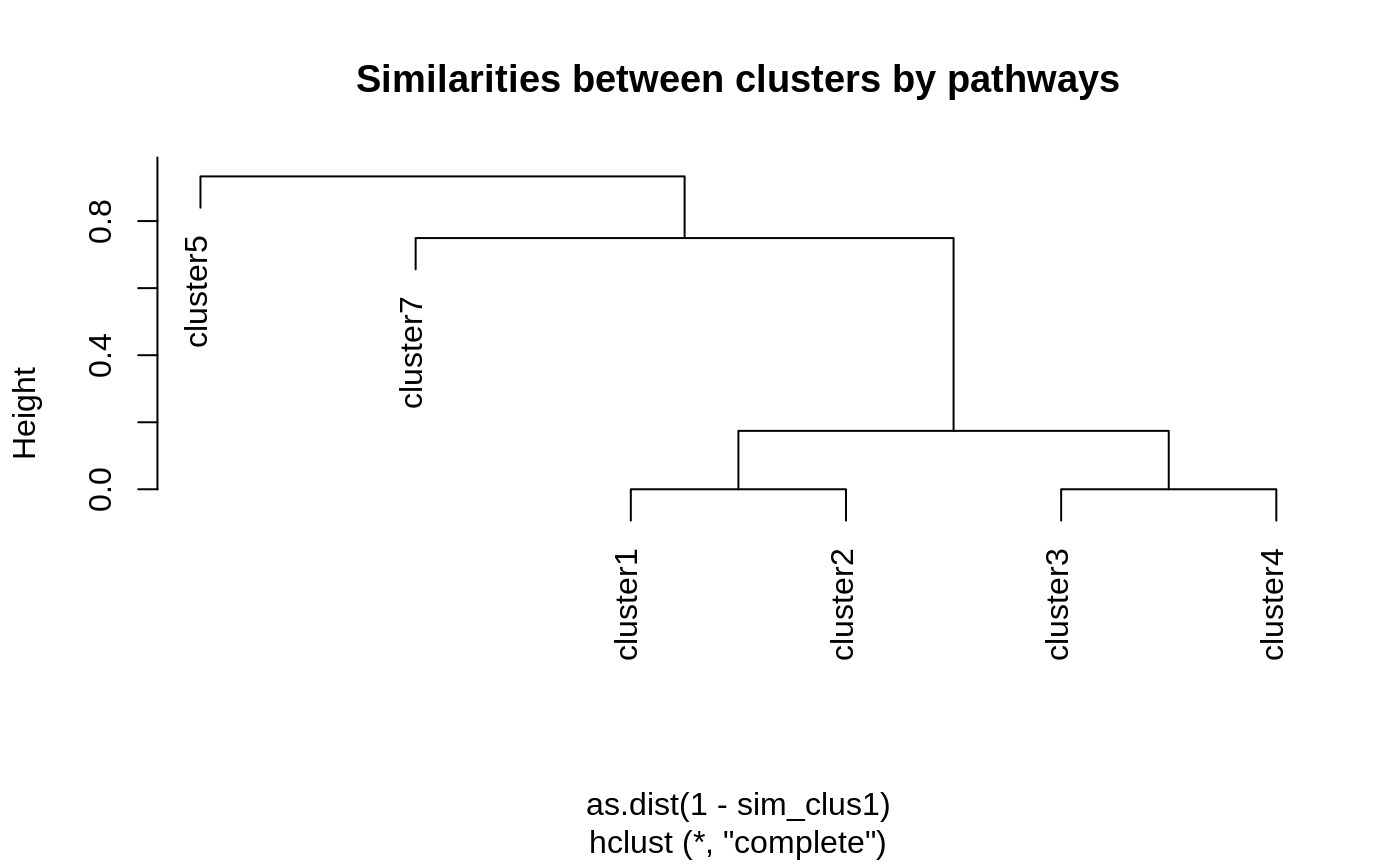 Similarities between clusters by pathways
Height
0.8
0.4
0.0
cluster5
cluster7
cluster1
cluster2
cluster3
cluster4
as.dist(1 - sim_clus1)
hclust (*, "complete")